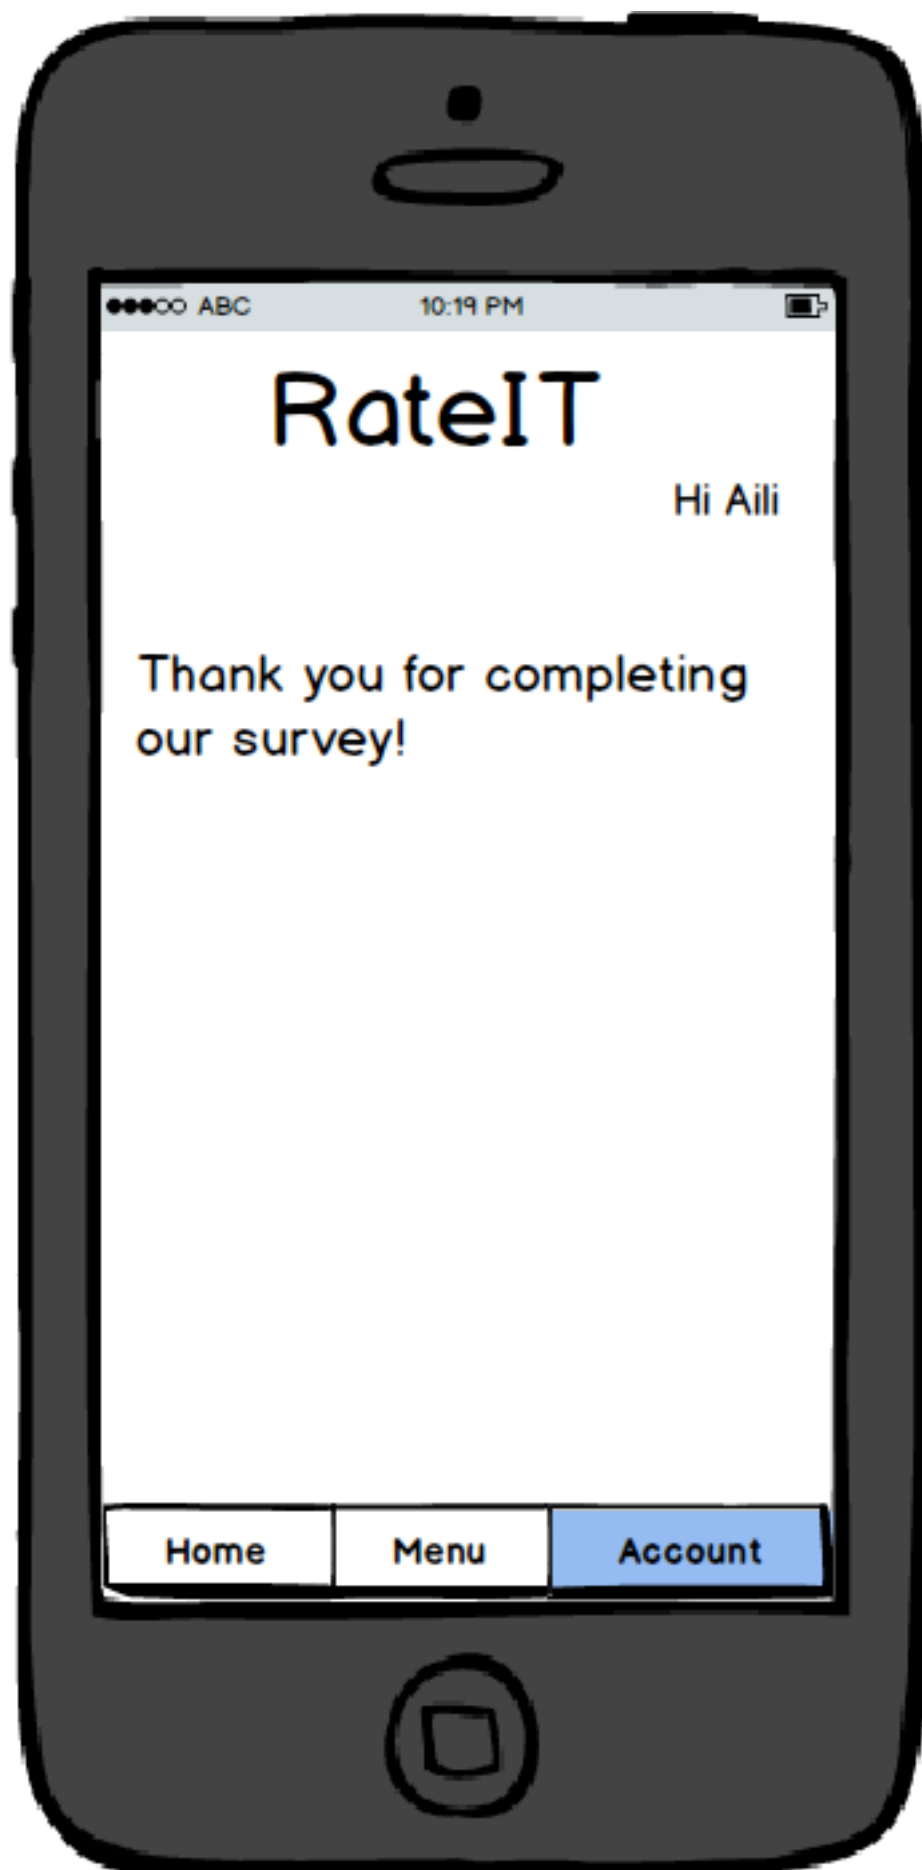 ABC 10:19 PM
RateIT
Hi Aili
Thank you for completing
our survey!
Home Menu Account